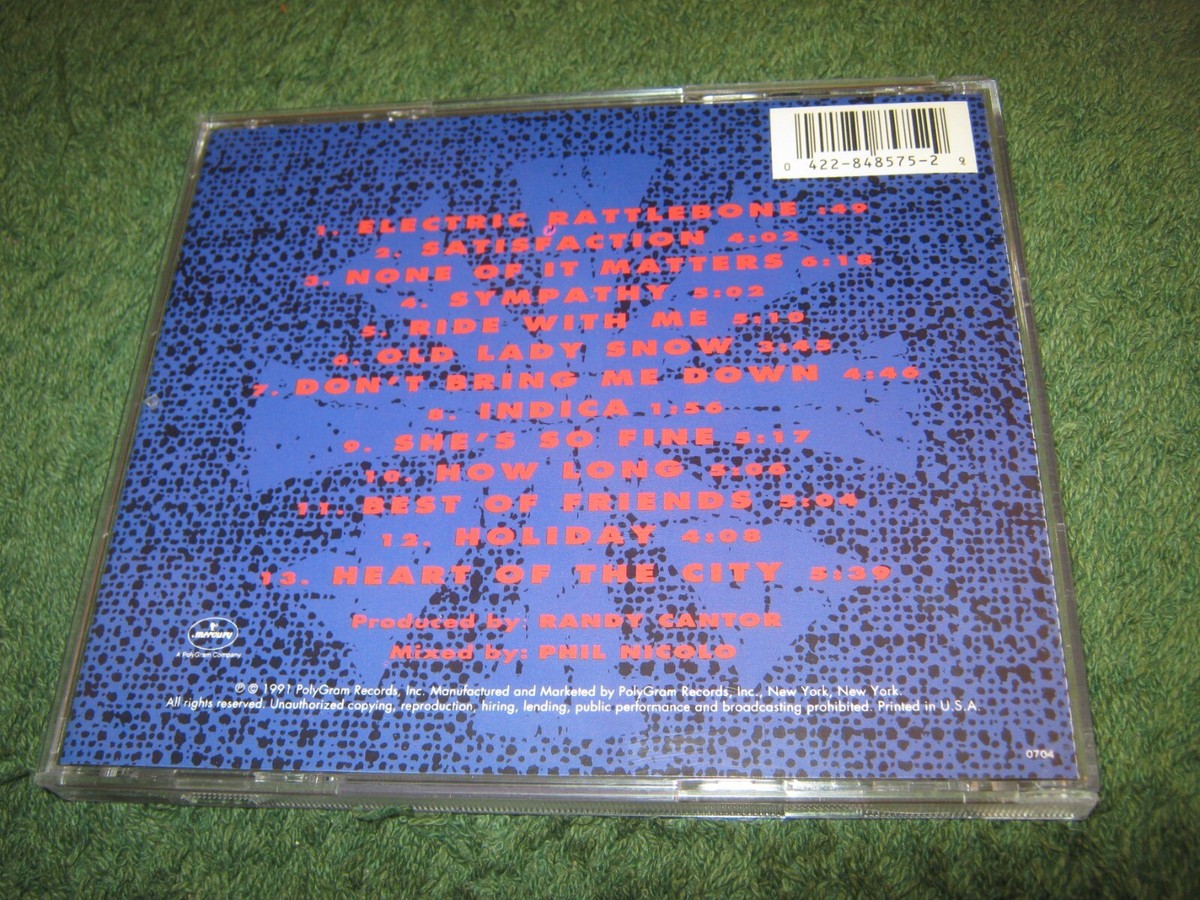 0 422-848575-2 9
1. ELECTRIC RATTLEBONE :49
2. SATISFACTION 4:02
3. NONE OF IT MATTERS 6:18
4. SYMPATHY 5:02
5. RIDE WITH ME 5:10
6. OLD LADY SNOW 3:45
7. DON'T BRING ME DOWN 4:46
8. INDICA 1:56
9. SHE'S SO FINE 5:17
10. HOW LONG 5:06
11. BEST OF FRIENDS 5:04
12. HOLIDAY 4:08
13. HEART OF THE CITY 5:39
Produced by: RANDY CANTOR
Mixed by: PHIL NICOLO
mercury
A PolyGram Company
℗ © 1991 PolyGram Records, Inc. Manufactured and Marketed by PolyGram Records, Inc., New York, New York.
All rights reserved. Unauthorized copying, reproduction, hiring, lending, public performance and broadcasting prohibited. Printed in U.S.A.
0704